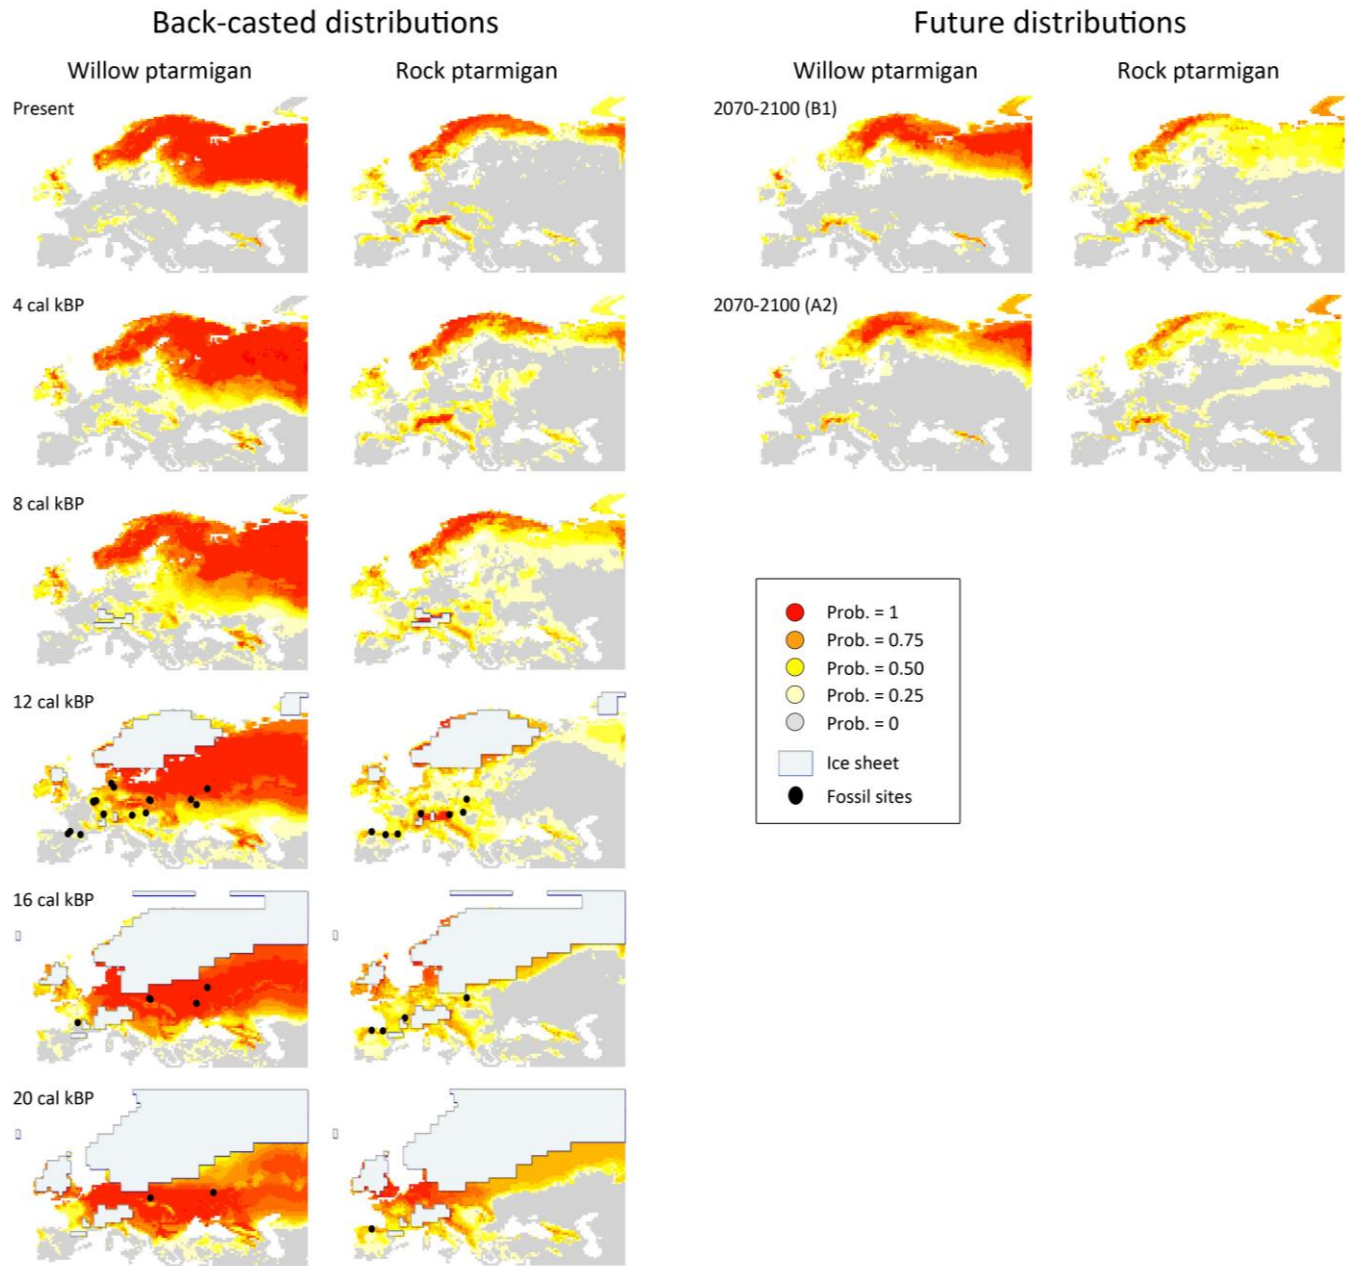 Back-casted distributions
Future distributions
Willow ptarmigan
Rock ptarmigan
Willow ptarmigan
Rock ptarmigan
Present
2070-2100 (B1)
4 cal kBP
2070-2100 (A2)
8 cal kBP
12 cal kBP
16 cal kBP
20 cal kBP
Prob. = 1
Prob. = 0.75
Prob. = 0.50
Prob. = 0.25
Prob. = 0
Ice sheet
Fossil sites